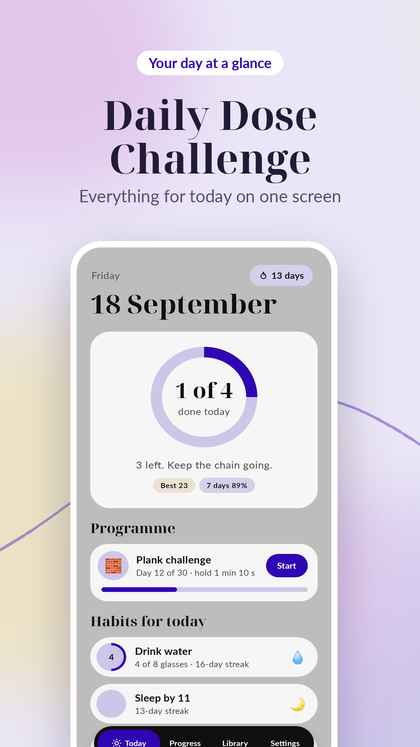 Your day at a glance
Daily Dose
Challenge
Everything for today on one screen
Friday
13 days
18 September
1 of 4
done today
3 left. Keep the chain going.
Best 23
7 days 89%
Programme
Plank challenge
Day 12 of 30 · hold 1 min 10 s
Start
Habits for today
4
Drink water
4 of 8 glasses · 16-day streak
Sleep by 11
13-day streak
Today
Progress
Library
Settings